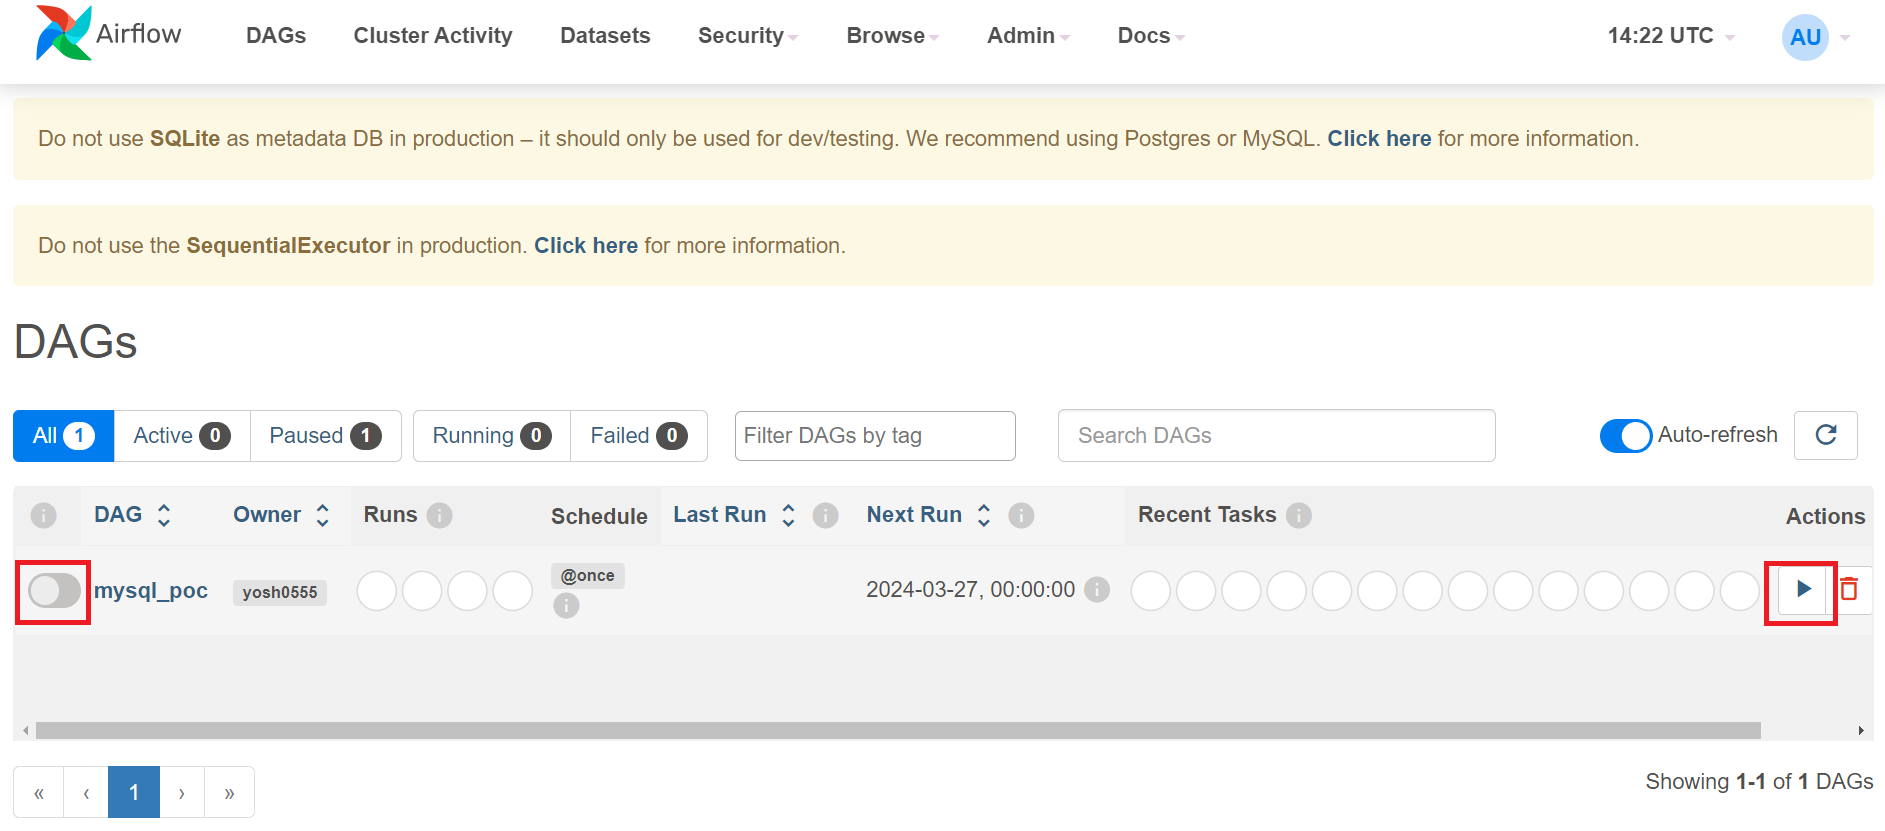 Airflow DAGs Cluster Activity Datasets Security Browse Admin Docs 14:22 UTC AU
Do not use SQLite as metadata DB in production – it should only be used for dev/testing. We recommend using Postgres or MySQL. Click here for more information.
Do not use the SequentialExecutor in production. Click here for more information.
DAGs
All 1 Active 0 Paused 1 Running 0 Failed 0 Filter DAGs by tag Search DAGs Auto-refresh
i DAG Owner Runs i Schedule Last Run i Next Run i Recent Tasks i Actions
mysql_poc yosh0555 @once i 2024-03-27, 00:00:00 i
« ‹ 1 › »
Showing 1-1 of 1 DAGs